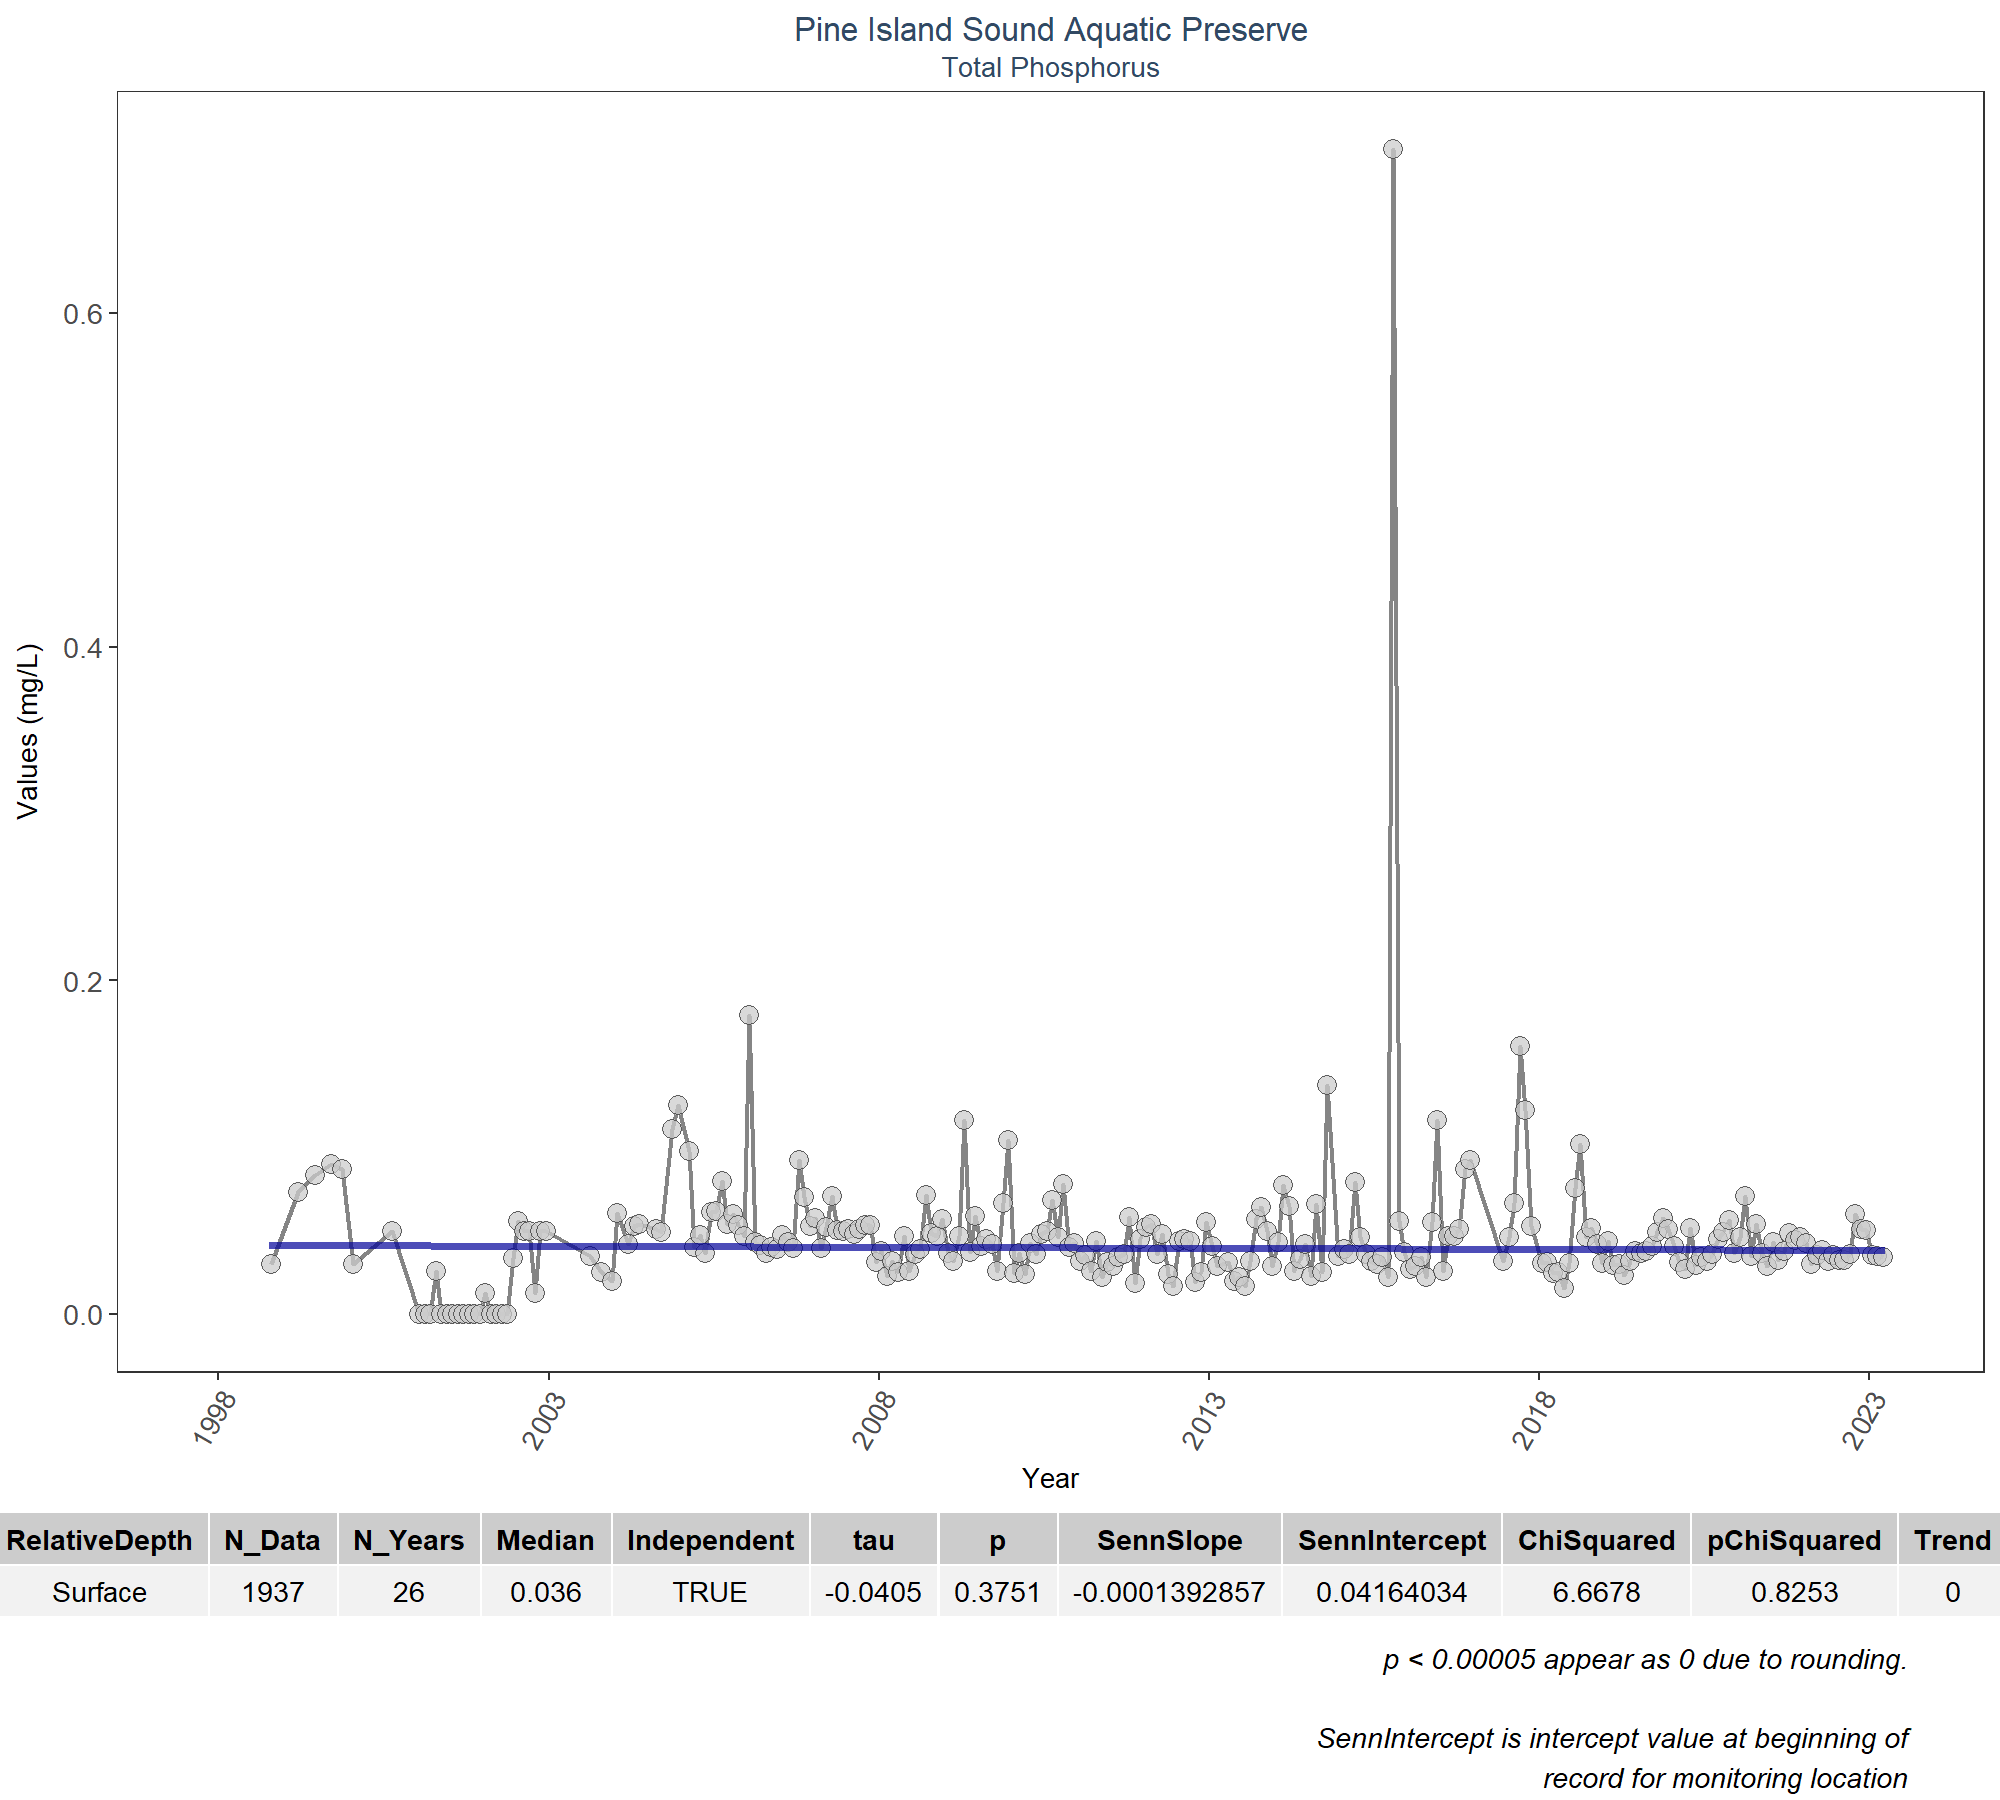 Pine Island Sound Aquatic Preserve
Total Phosphorus
Values (mg/L)
0.6
0.4
0.2
0.0
1998 2003 2008 2013 2018 2023
Year
RelativeDepth N_Data N_Years Median Independent tau p SennSlope SennIntercept ChiSquared pChiSquared Trend
Surface 1937 26 0.036 TRUE -0.0405 0.3751 -0.0001392857 0.04164034 6.6678 0.8253 0
p < 0.00005 appear as 0 due to rounding.
SennIntercept is intercept value at beginning of
record for monitoring location